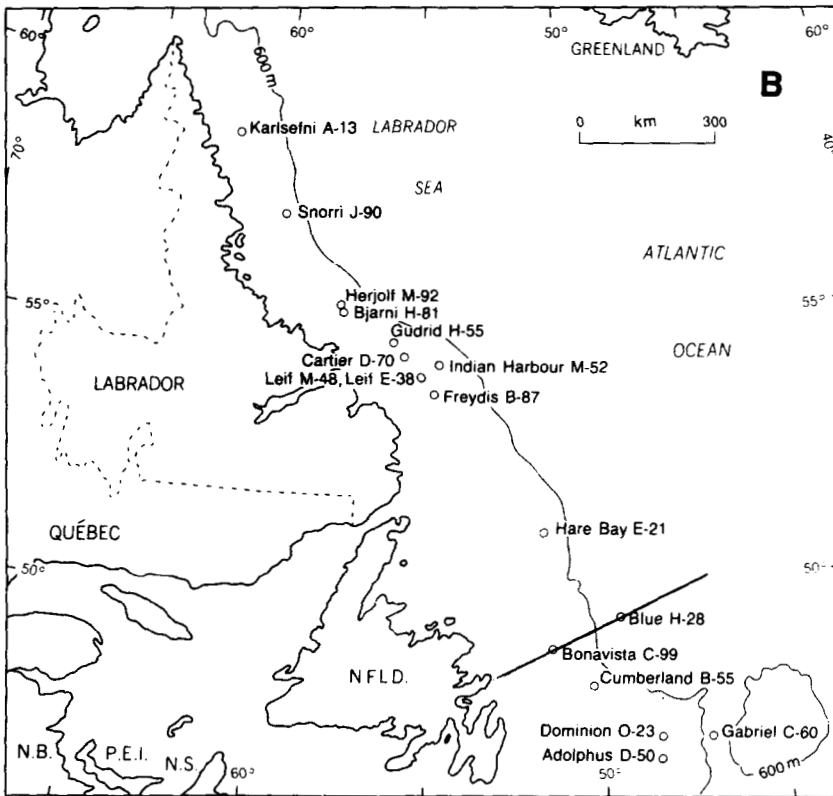 60°
50°
60°
60°
GREENLAND
600 m
B
Karlsefni A-13
LABRADOR
0 km 300
70°
40°
SEA
Snorri J-90
ATLANTIC
Herjolf M-92
55°
55°
Bjarni H-81
Gudrid H-55
OCEAN
Cartier D-70
Indian Harbour M-52
LABRADOR
Leif M-48, Leif E-38
Freydis B-87
QUÉBEC
Hare Bay E-21
50°
50°
Blue H-28
Bonavista C-99
NFLD.
Cumberland B-55
Dominion O-23
Gabriel C-60
N.B.
P.E.I.
N.S.
Adolphus D-50
600 m
60°
50°